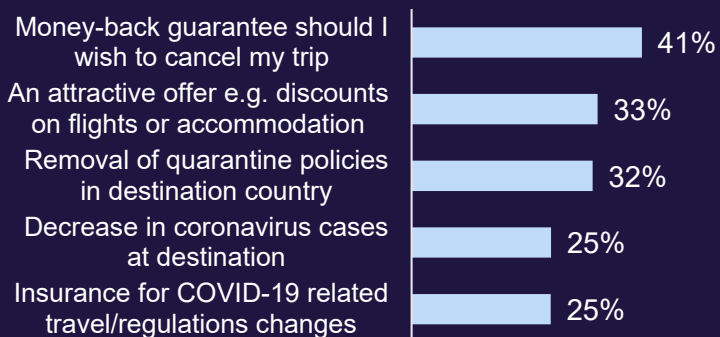 Money-back guarantee should I
wish to cancel my trip
41%
An attractive offer e.g. discounts
on flights or accommodation
33%
Removal of quarantine policies
in destination country
32%
Decrease in coronavirus cases
at destination
25%
Insurance for COVID-19 related
travel/regulations changes
25%